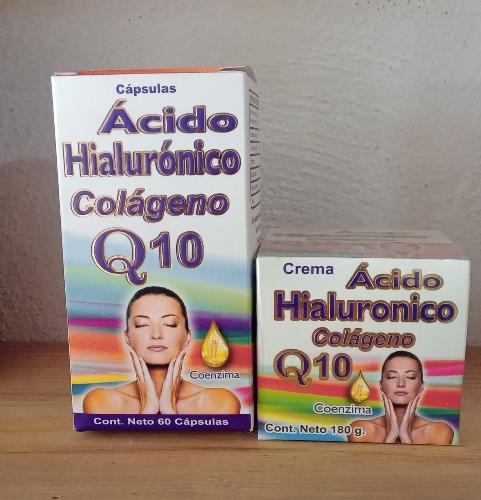 Cápsulas
Ácido
Hialurónico
Colágeno
Q10
Coenzima
Cont. Neto 60 Cápsulas
Crema Ácido
Hialuronico
Colágeno
Q10
Coenzima
Cont. Neto 180 g.